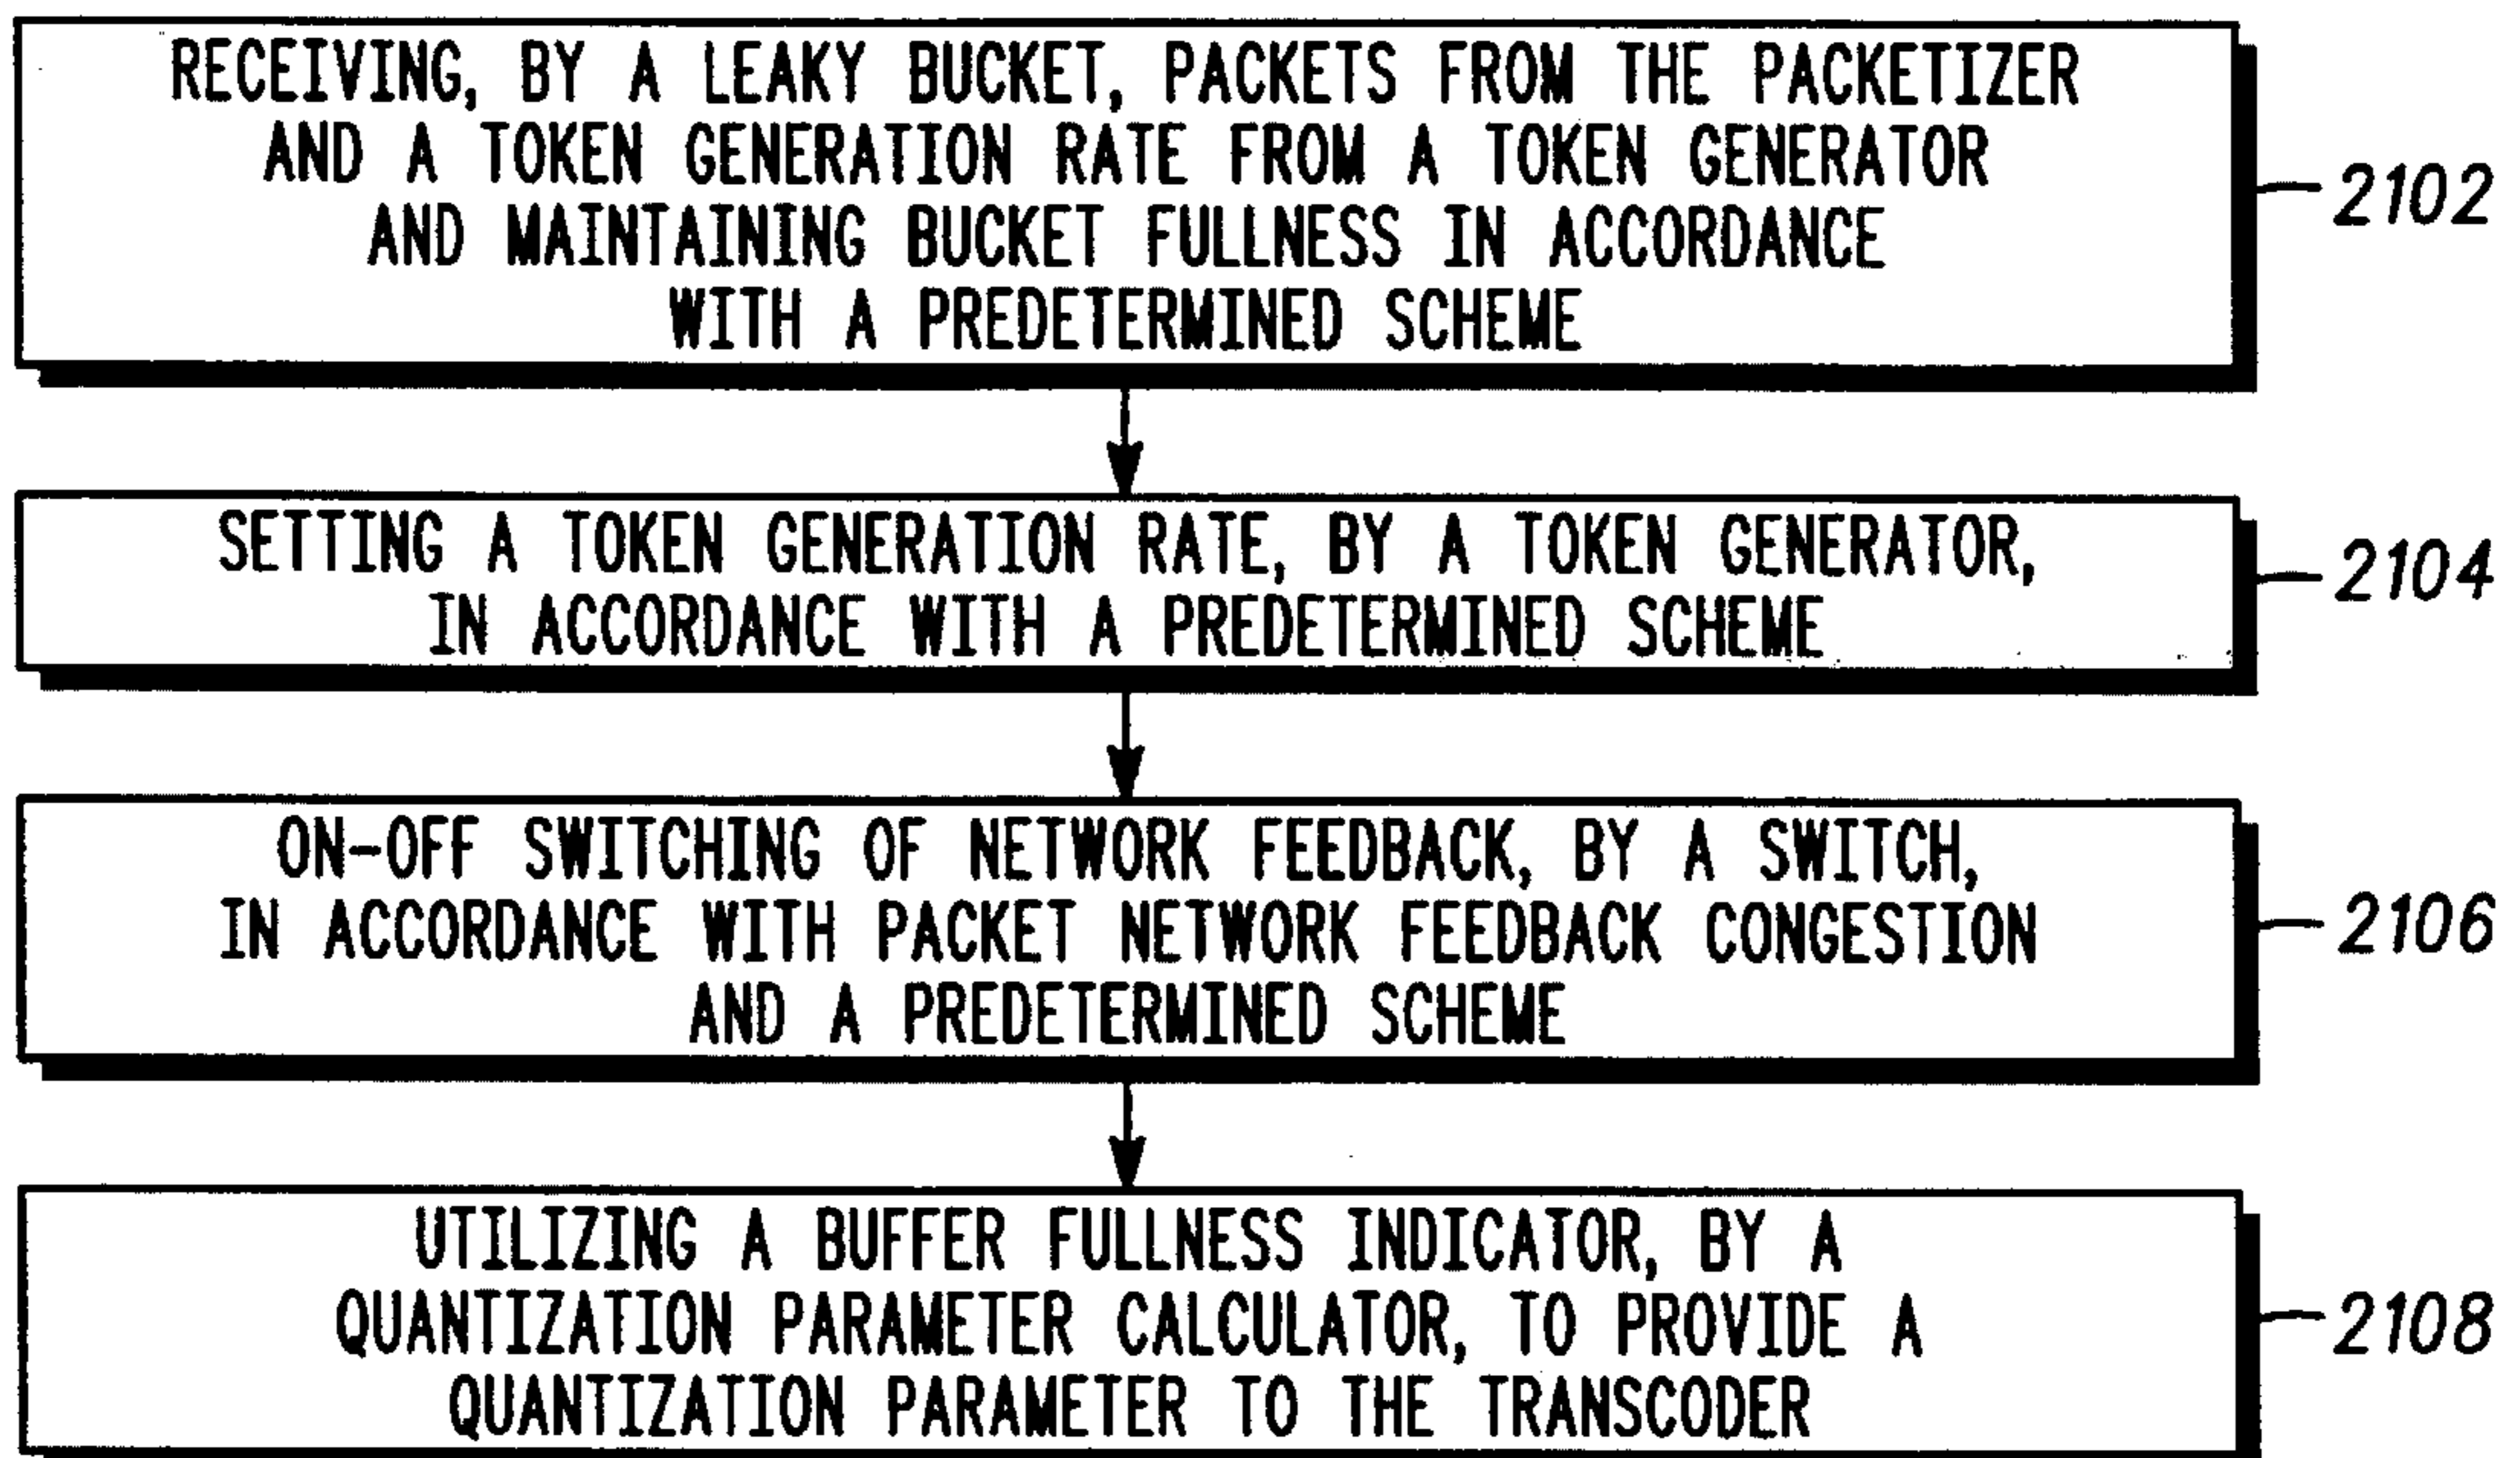 RECEIVING, BY A LEAKY BUCKET, PACKETS FROM THE PACKETIZER
AND A TOKEN GENERATION RATE FROM A TOKEN GENERATOR
AND MAINTAINING BUCKET FULLNESS IN ACCORDANCE
WITH A PREDETERMINED SCHEME
2102
SETTING A TOKEN GENERATION RATE, BY A TOKEN GENERATOR,
IN ACCORDANCE WITH A PREDETERMINED SCHEME
2104
ON-OFF SWITCHING OF NETWORK FEEDBACK, BY A SWITCH,
IN ACCORDANCE WITH PACKET NETWORK FEEDBACK CONGESTION
AND A PREDETERMINED SCHEME
2106
UTILIZING A BUFFER FULLNESS INDICATOR, BY A
QUANTIZATION PARAMETER CALCULATOR, TO PROVIDE A
QUANTIZATION PARAMETER TO THE TRANSCODER
2108